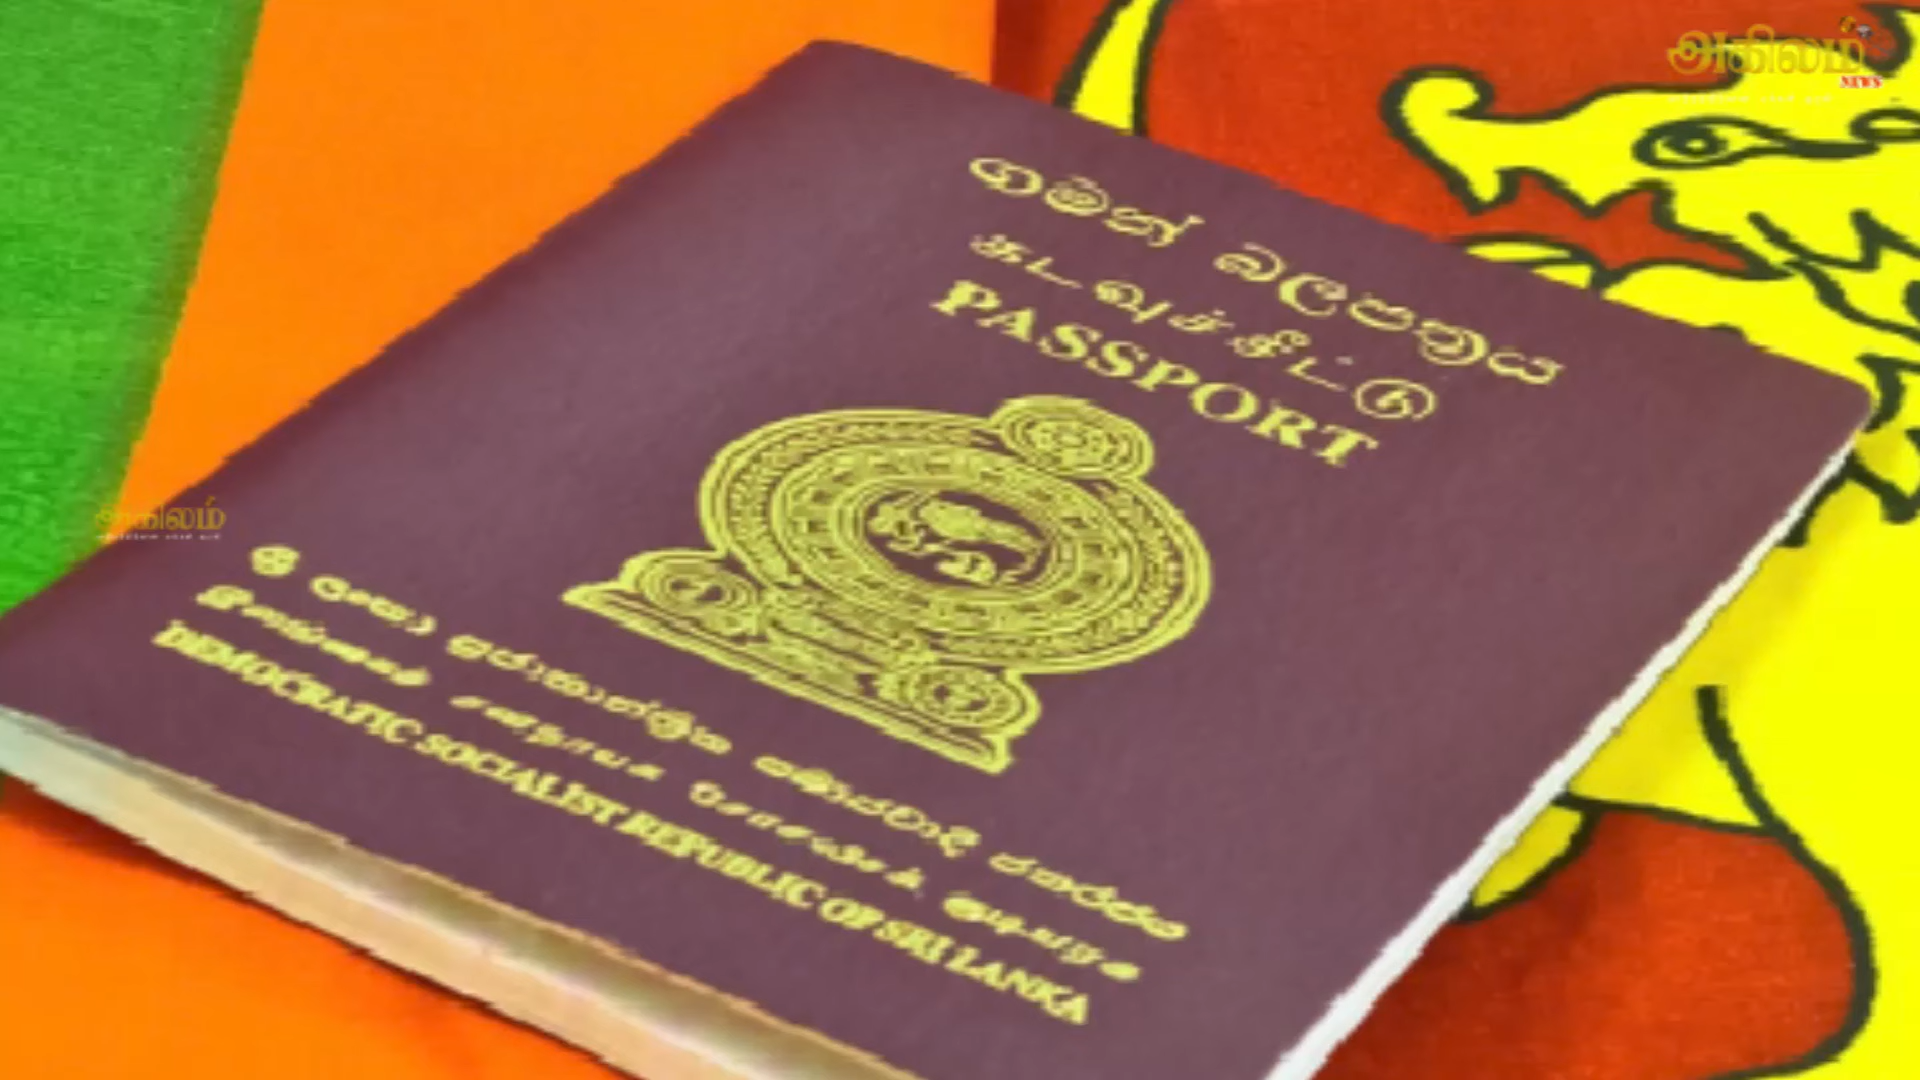 அகிலம்
NEWS
ගමන් බලපත්‍රය
கடவுச்சீட்டு
PASSPORT
அகிலம்
ශ්‍රී ලංකා ප්‍රජාතාන්ත්‍රික සමාජවාදී ජනරජය
இலங்கைச் சனநாயக சோசலிசக் குடியரசு
DEMOCRATIC SOCIALIST REPUBLIC OF SRI LANKA